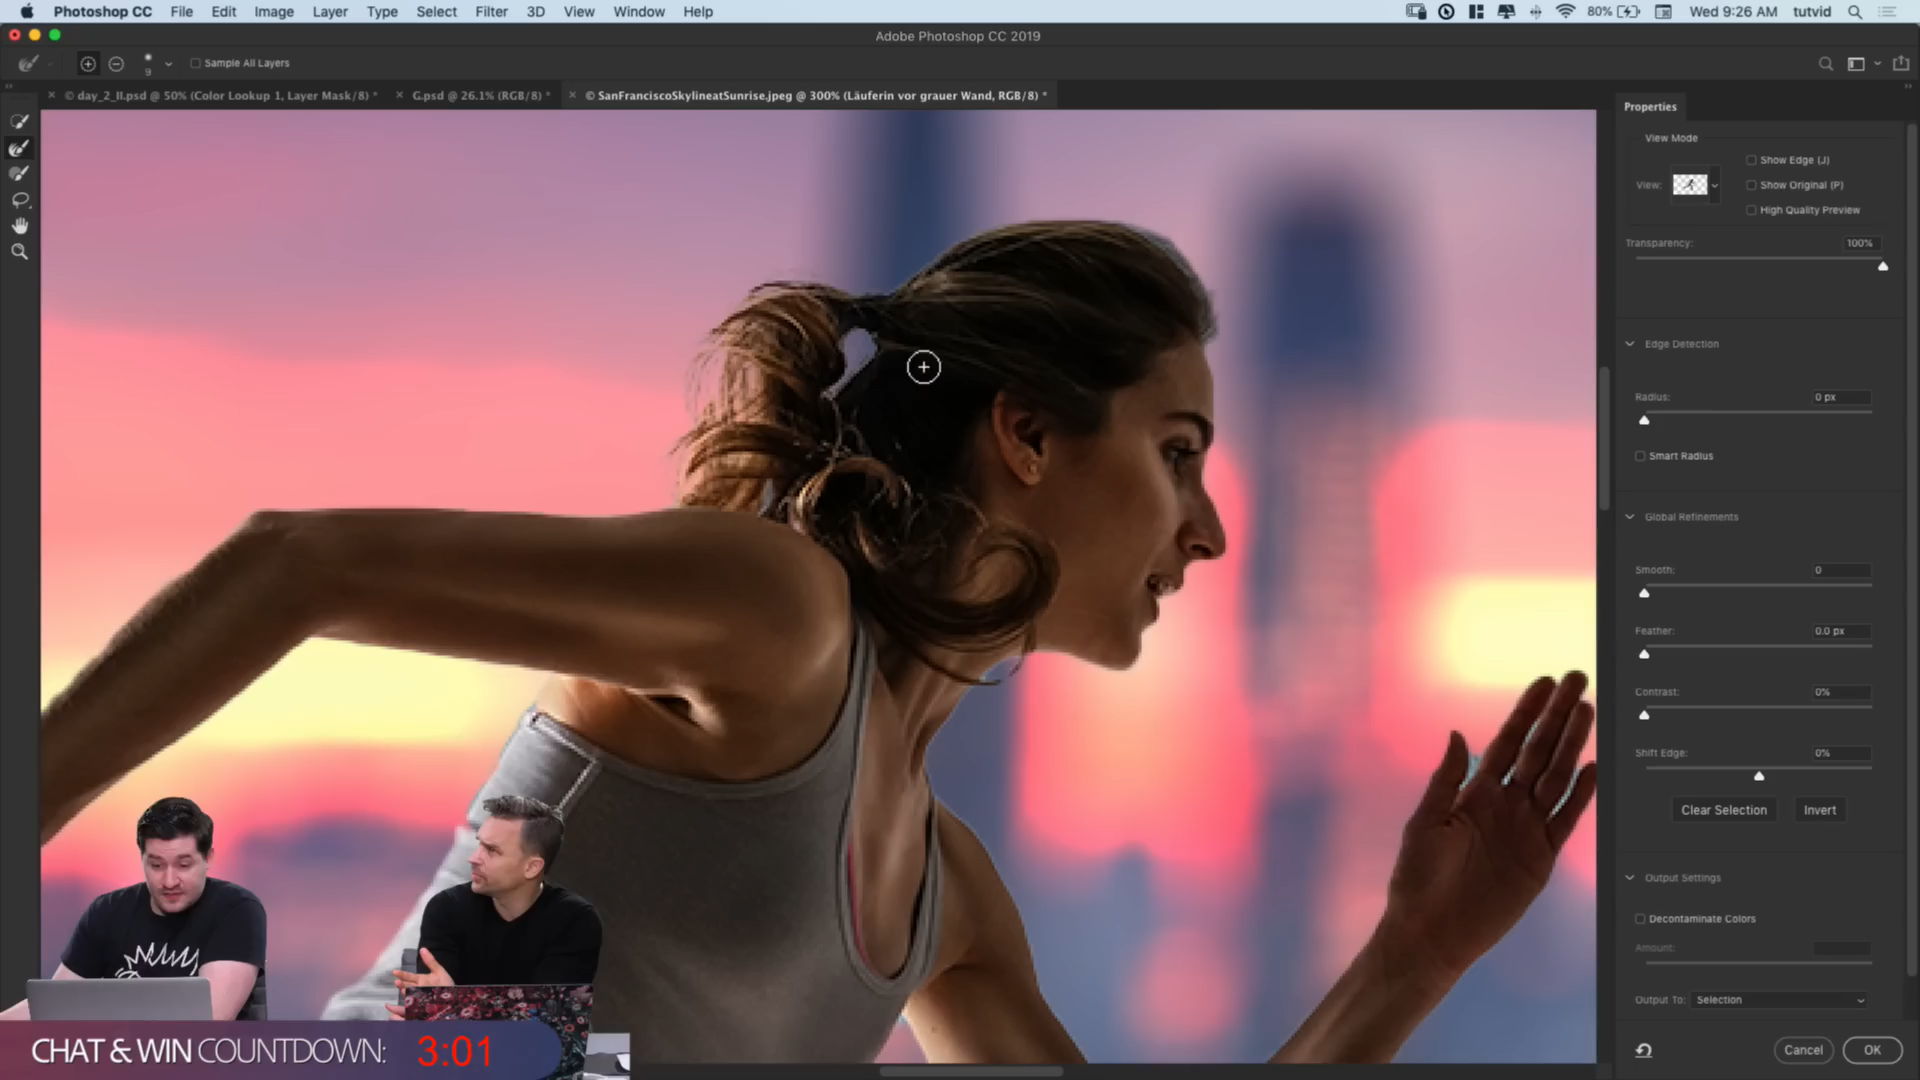 Photoshop CC File Edit Image Layer Type Select Filter 3D View Window Help 80% Wed 9:26 AM tutvid
Adobe Photoshop CC 2019
9 Sample All Layers
× © day_2_II.psd @ 50% (Color Lookup 1, Layer Mask/8) * × G.psd @ 26.1% (RGB/8) * × © SanFranciscoSkylineatSunrise.jpeg @ 300% (Läuferin vor grauer Wand, RGB/8) *
Properties
View Mode
Show Edge (J)
View: Show Original (P)
High Quality Preview
Transparency: 100%
Edge Detection
Radius: 0 px
Smart Radius
Global Refinements
Smooth: 0
Feather: 0.0 px
Contrast: 0%
Shift Edge: 0%
Clear Selection Invert
Output Settings
Decontaminate Colors
Amount:
Output To: Selection
Cancel OK
CHAT & WIN COUNTDOWN: 3:01